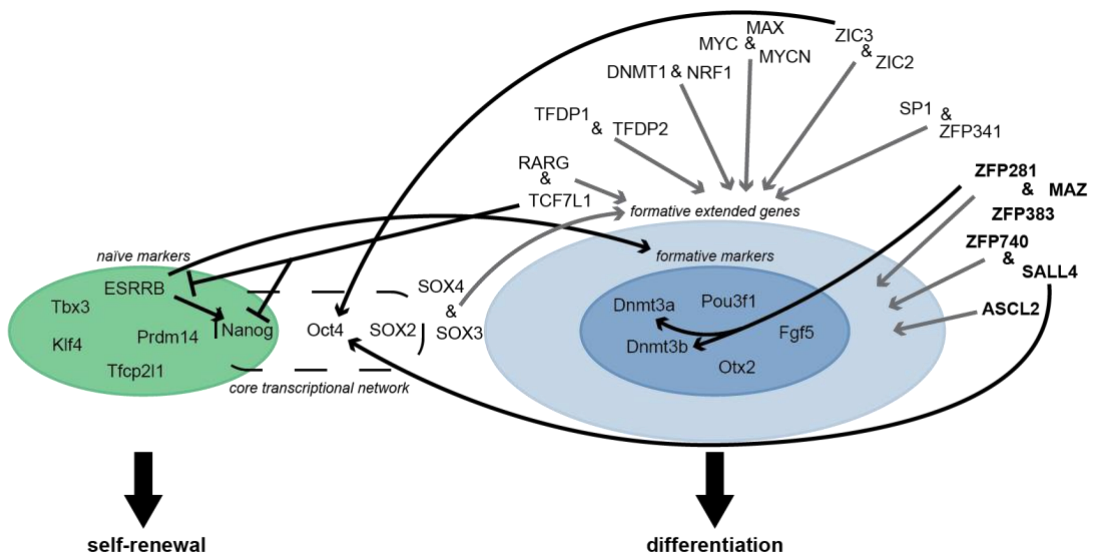 MAX
ZIC3
MYC &
&
MYCN
ZIC2
DNMT1 & NRF1
SP1 &
ZFP341
TFDP1
& TFDP2
RARG
&
TCF7L1
ZFP281
& MAZ
ZFP383
formative extended genes
ZFP740
&
SALL4
ASCL2
naïve markers
formative markers
ESRRB
Tbx3
Nanog
Prdm14
Klf4
Tfcp2l1
Oct4
SOX2
SOX4
&
SOX3
core transcriptional network
Dnmt3a
Pou3f1
Dnmt3b
Fgf5
Otx2
self-renewal
differentiation